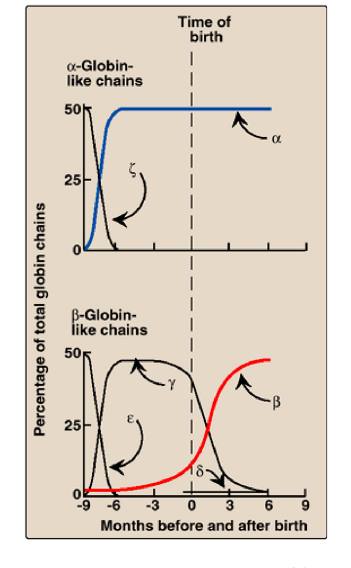 Time of
birth
α-Globin-
like chains
50
α
ζ
25
0
Percentage of total globin chains
β-Globin-
like chains
50
γ
β
ε
25
δ
0
-9 -6 -3 0 3 6 9
Months before and after birth